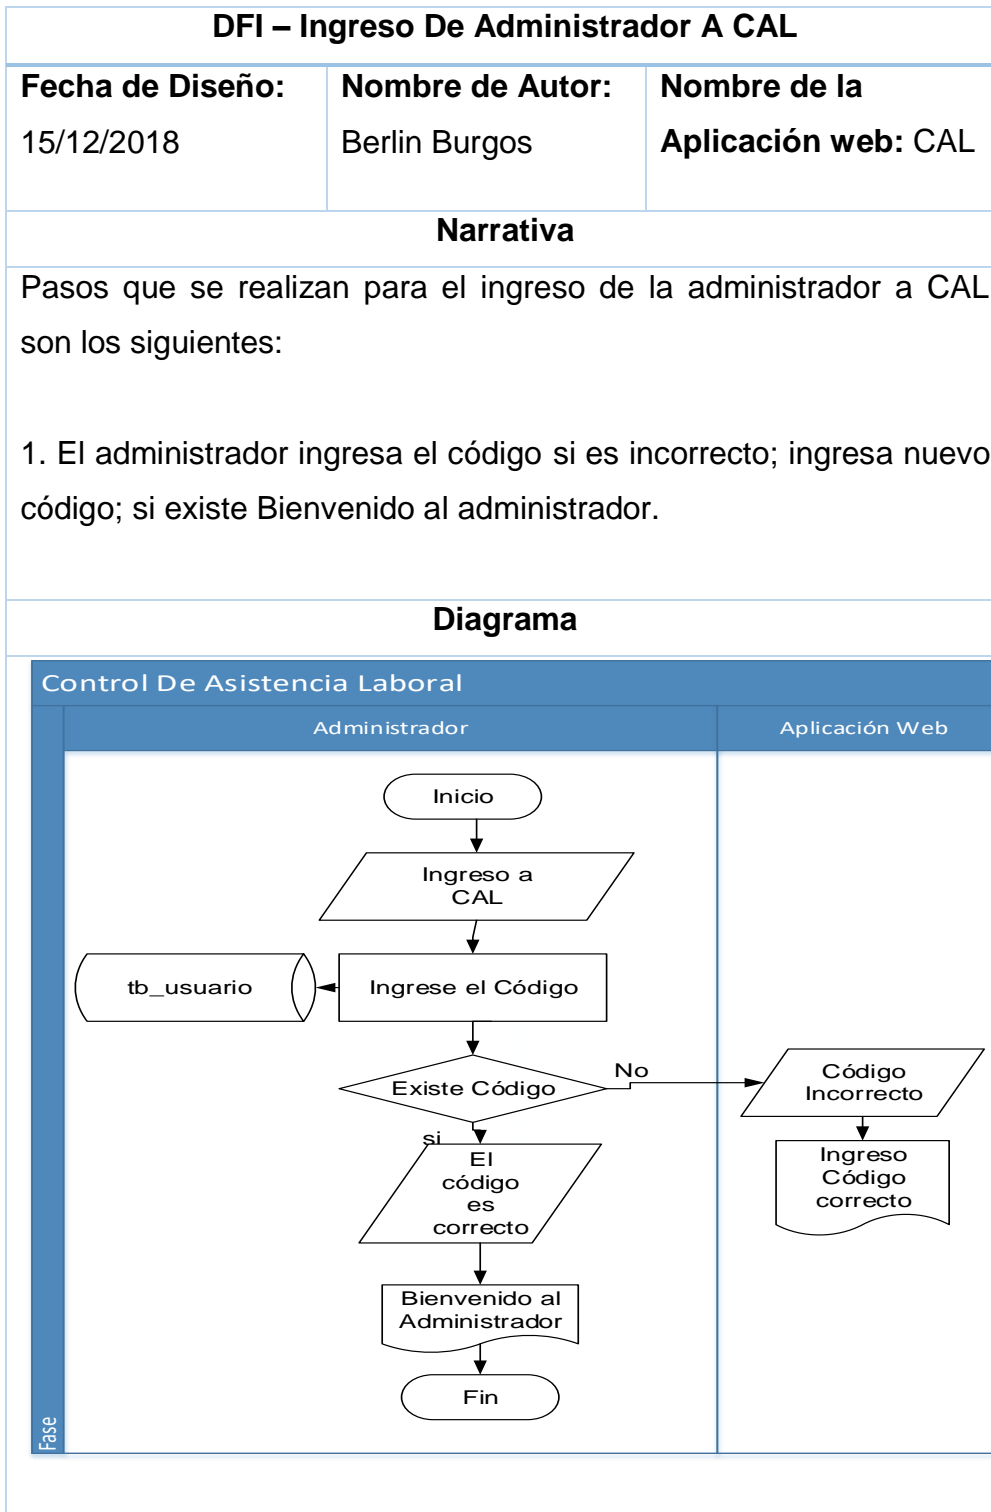 DFI – Ingreso De Administrador A CAL
Fecha de Diseño:
15/12/2018
Nombre de Autor:
Berlin Burgos
Nombre de la
Aplicación web: CAL
Narrativa
Pasos que se realizan para el ingreso de la administrador a CAL
son los siguientes:
1. El administrador ingresa el código si es incorrecto; ingresa nuevo
código; si existe Bienvenido al administrador.
Diagrama
Control De Asistencia Laboral
Administrador
Aplicación Web
Inicio
Ingreso a
CAL
tb_usuario
Ingrese el Código
Existe Código
No
Código
Incorrecto
si
El
código
es
correcto
Ingreso
Código
correcto
Bienvenido al
Administrador
Fin
Fase